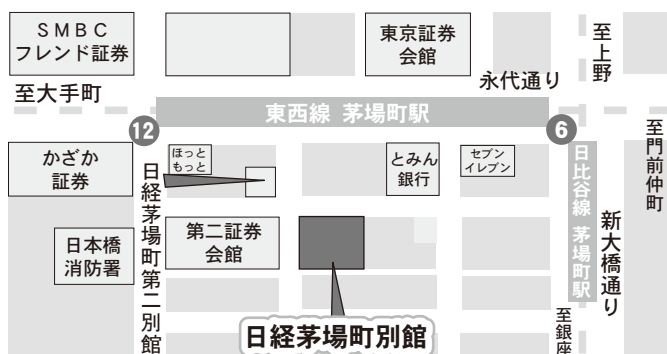 SMBC
フレンド証券
東京証券
会館
至上野
永代通り
至大手町
東西線 茅場町駅
12
6
至門前仲町
かざか
証券
ほっと
もっと
とみん
銀行
セブン
イレブン
日比谷線 茅場町駅
日経茅場町第二別館
日本橋
消防署
第二証券
会館
新大橋通り
至銀座
日経茅場町別館